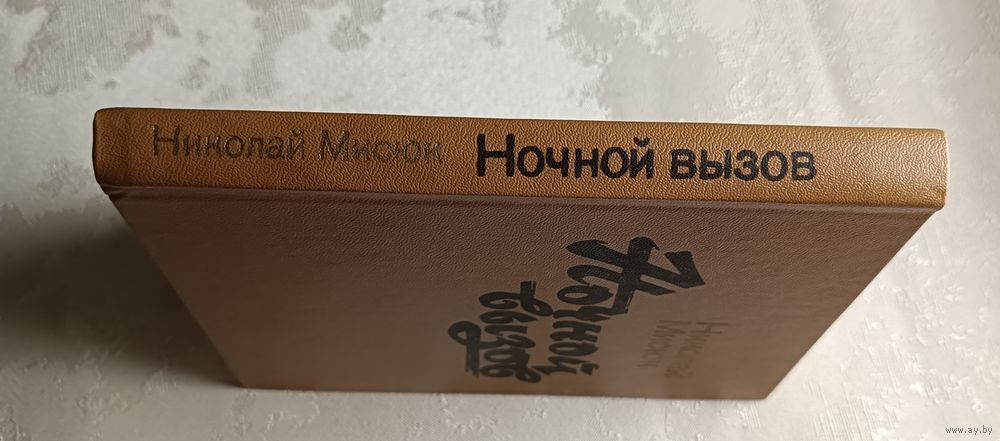 Николай Мисюк Ночной вызов
Николай
Мисюк
Ночной
вызов
www.ay.by